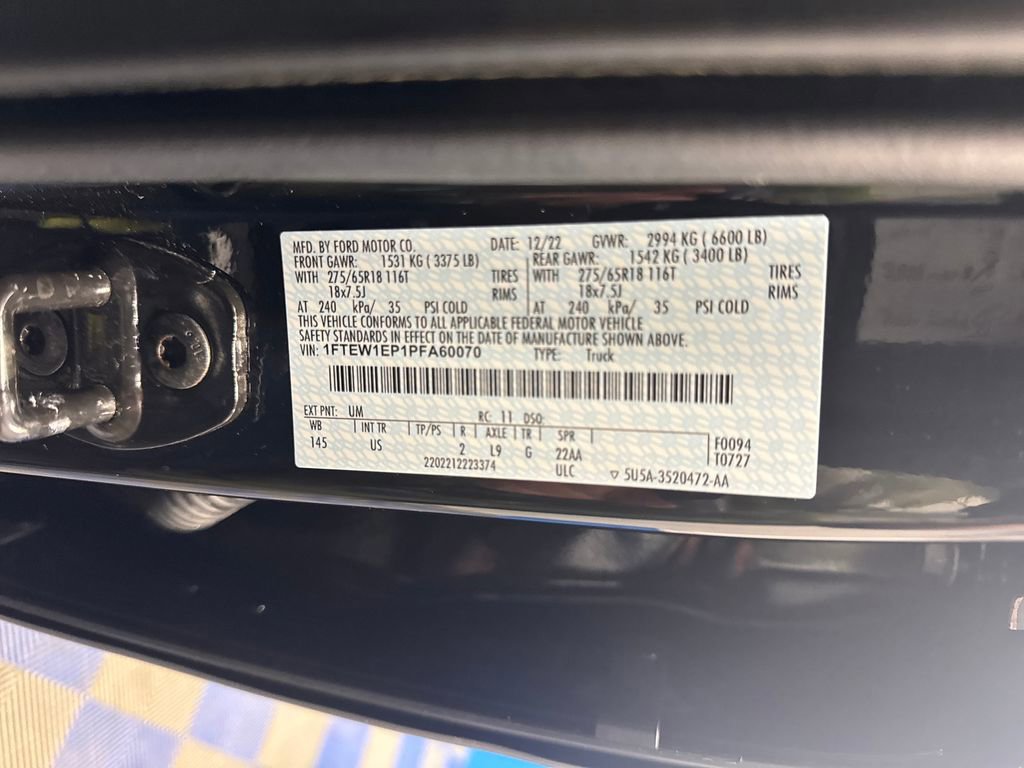 MFD. BY FORD MOTOR CO. DATE: 12/22 GVWR: 2994 KG ( 6600 LB)
FRONT GAWR: 1531 KG ( 3375 LB) REAR GAWR: 1542 KG ( 3400 LB)
WITH 275/65R18 116T TIRES WITH 275/65R18 116T TIRES
18x7.5J RIMS 18x7.5J RIMS
AT 240 kPa/ 35 PSI COLD AT 240 kPa/ 35 PSI COLD
THIS VEHICLE CONFORMS TO ALL APPLICABLE FEDERAL MOTOR VEHICLE
SAFETY STANDARDS IN EFFECT ON THE DATE OF MANUFACTURE SHOWN ABOVE.
VIN: 1FTEW1EP1PFA60070 TYPE: Truck
EXT PNT: UM RC: 11 DSO:
WB INT TR TP/PS R AXLE TR SPR F0094
145 US 2 L9 G 22AA T0727
2202212223374 ULC ▽ 5U5A-3520472-AA